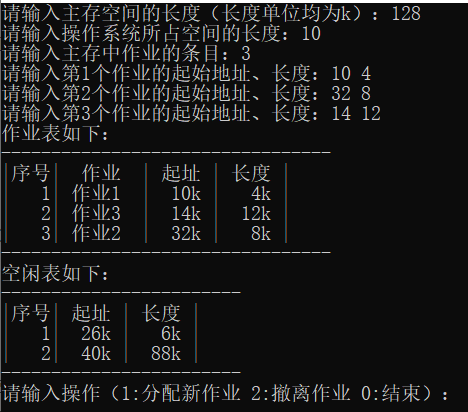 请输入主存空间的长度（长度单位均为k）：128
请输入操作系统所占空间的长度：10
请输入主存中作业的条目：3
请输入第1个作业的起始地址、长度：10 4
请输入第2个作业的起始地址、长度：32 8
请输入第3个作业的起始地址、长度：14 12
作业表如下：
---------------------------------
| 序号 | 作业 | 起址 | 长度 |
| 1 | 作业1 | 10k | 4k |
| 2 | 作业3 | 14k | 12k |
| 3 | 作业2 | 32k | 8k |
---------------------------------
空闲表如下：
------------------------
| 序号 | 起址 | 长度 |
| 1 | 26k | 6k |
| 2 | 40k | 88k |
------------------------
请输入操作（1:分配新作业 2:撤离作业 0:结束）：